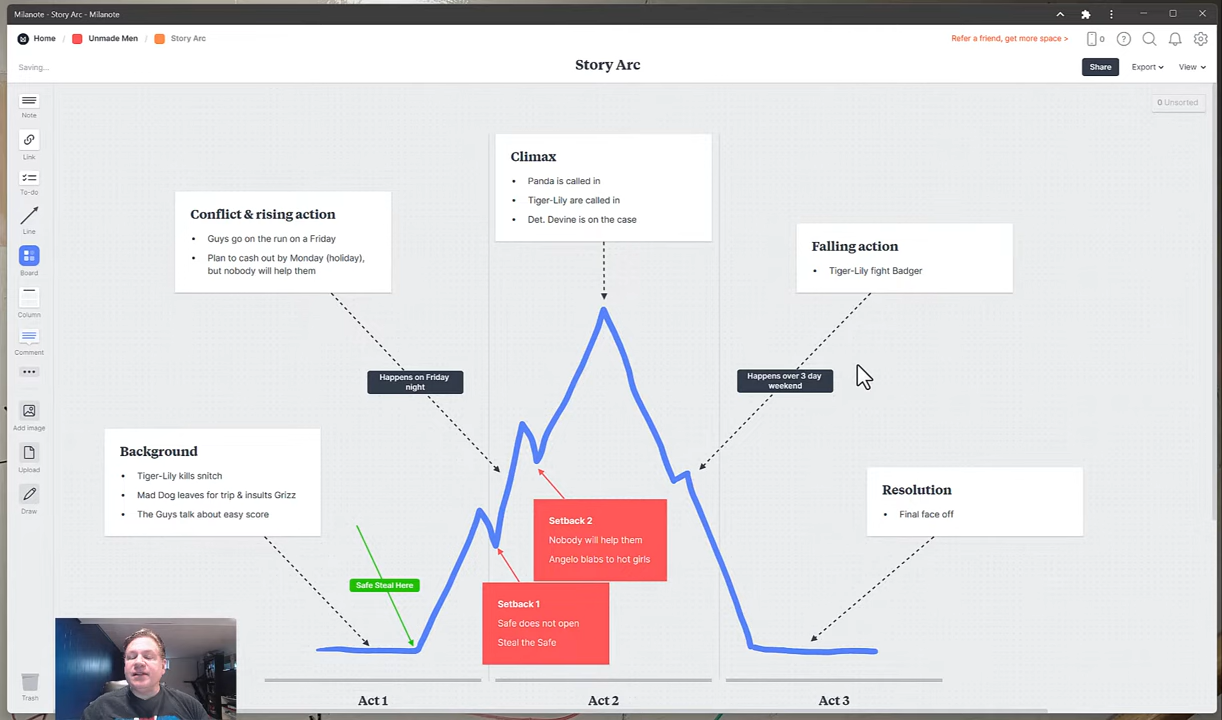 Milanote - Story Arc - Milanote
Home / Unmade Men / Story Arc
Refer a friend, get more space >
0
Saving...
Story Arc
Share
Export
View
0 Unsorted
Note
Link
To-do
Line
Board
Column
Comment
Add image
Upload
Draw
Trash
Climax
• Panda is called in
• Tiger-Lily are called in
• Det. Devine is on the case
Conflict & rising action
• Guys go on the run on a Friday
• Plan to cash out by Monday (holiday),
but nobody will help them
Falling action
• Tiger-Lily fight Badger
Happens on Friday
night
Happens over 3 day
weekend
Background
• Tiger-Lily kills snitch
• Mad Dog leaves for trip & insults Grizz
• The Guys talk about easy score
Resolution
• Final face off
Setback 2
Nobody will help them
Angelo blabs to hot girls
Safe Steal Here
Setback 1
Safe does not open
Steal the Safe
Act 1
Act 2
Act 3